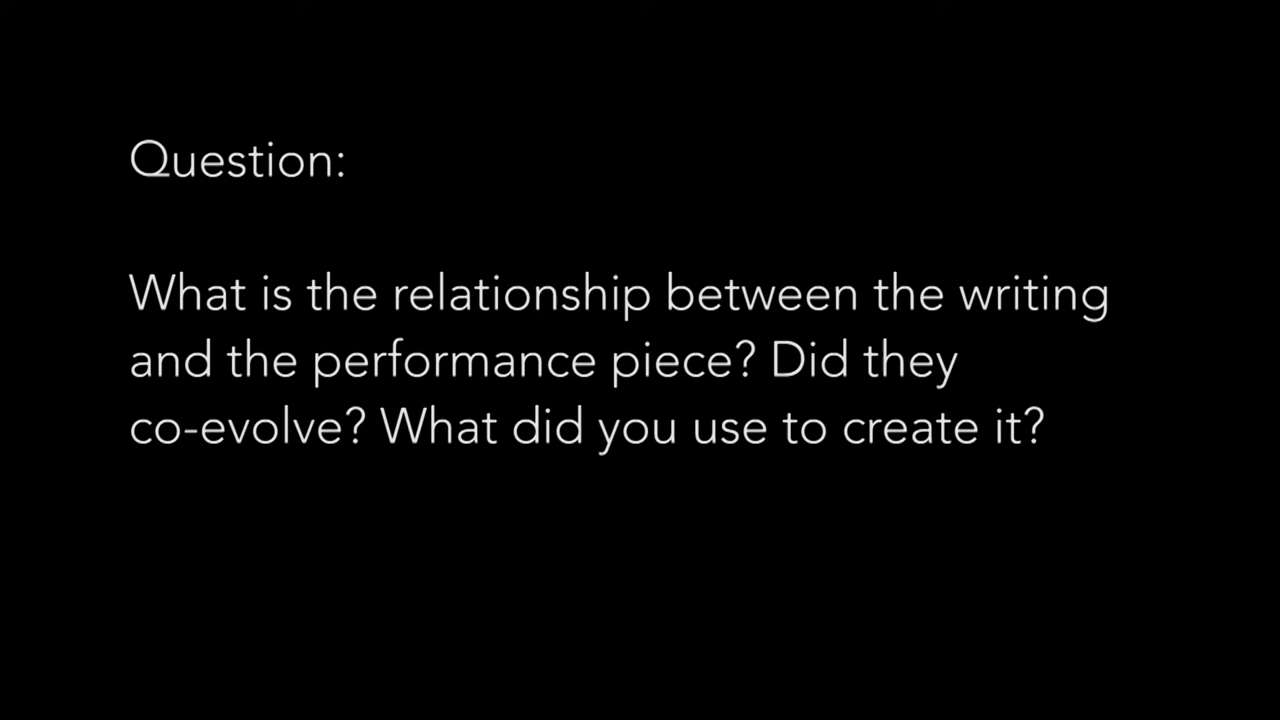 Question:
What is the relationship between the writing
and the performance piece? Did they
co-evolve? What did you use to create it?